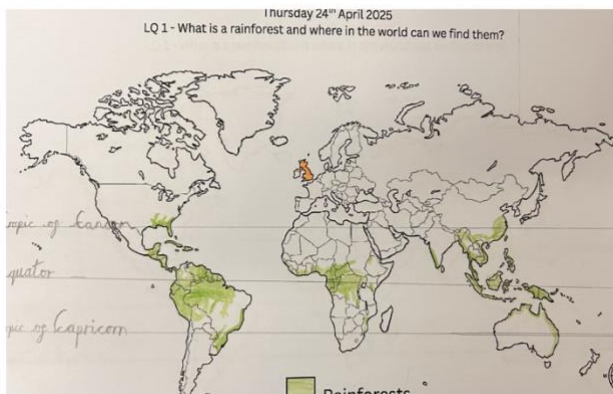 Thursday 24th April 2025
LQ 1 - What is a rainforest and where in the world can we find them?
ropic of Cancer
quator
pic of Capricorn
Rainforests